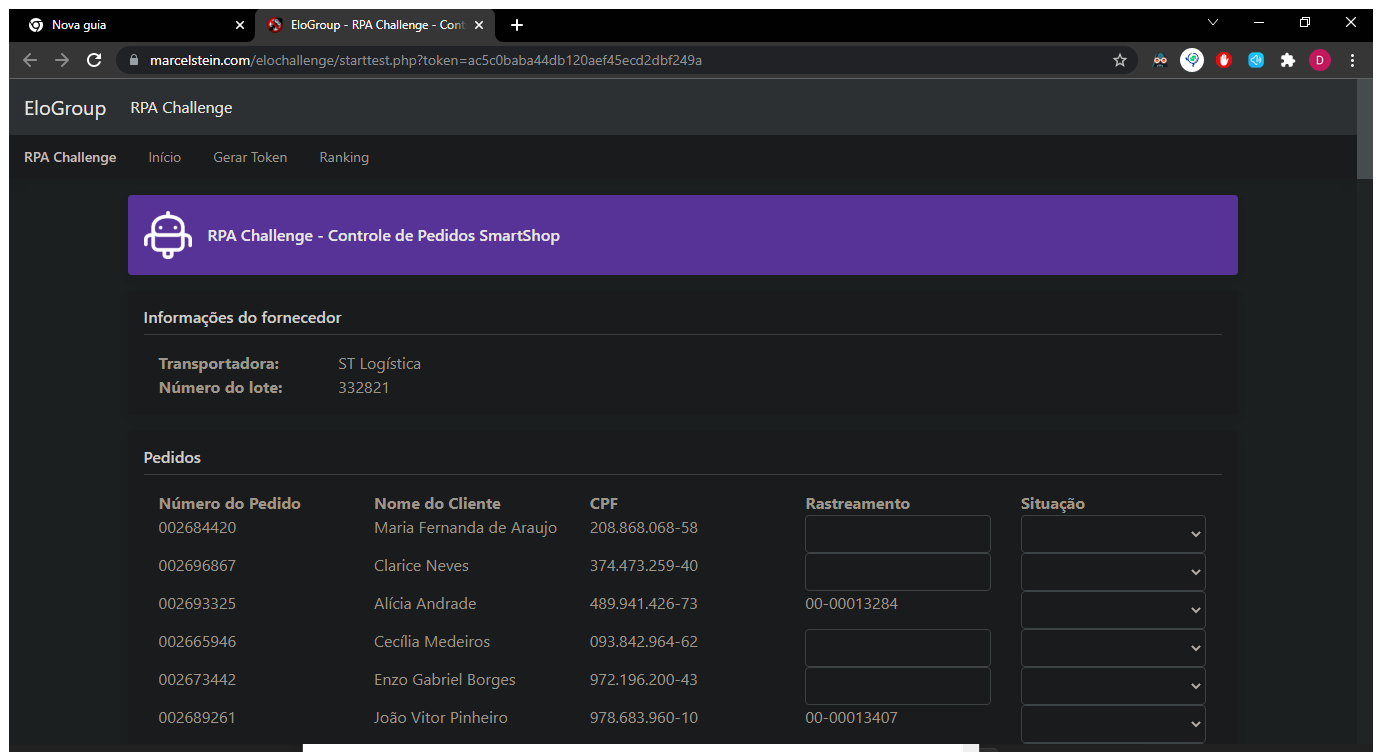 Nova guia
EloGroup - RPA Challenge - Cont
marcelstein.com/elochallenge/starttest.php?token=ac5c0baba44db120aef45ecd2dbf249a
D
EloGroup RPA Challenge
RPA Challenge Início Gerar Token Ranking
RPA Challenge - Controle de Pedidos SmartShop
Informações do fornecedor
Transportadora: ST Logística
Número do lote: 332821
Pedidos
Número do Pedido Nome do Cliente CPF Rastreamento Situação
002684420 Maria Fernanda de Araujo 208.868.068-58
002696867 Clarice Neves 374.473.259-40
002693325 Alícia Andrade 489.941.426-73 00-00013284
002665946 Cecília Medeiros 093.842.964-62
002673442 Enzo Gabriel Borges 972.196.200-43
002689261 João Vitor Pinheiro 978.683.960-10 00-00013407